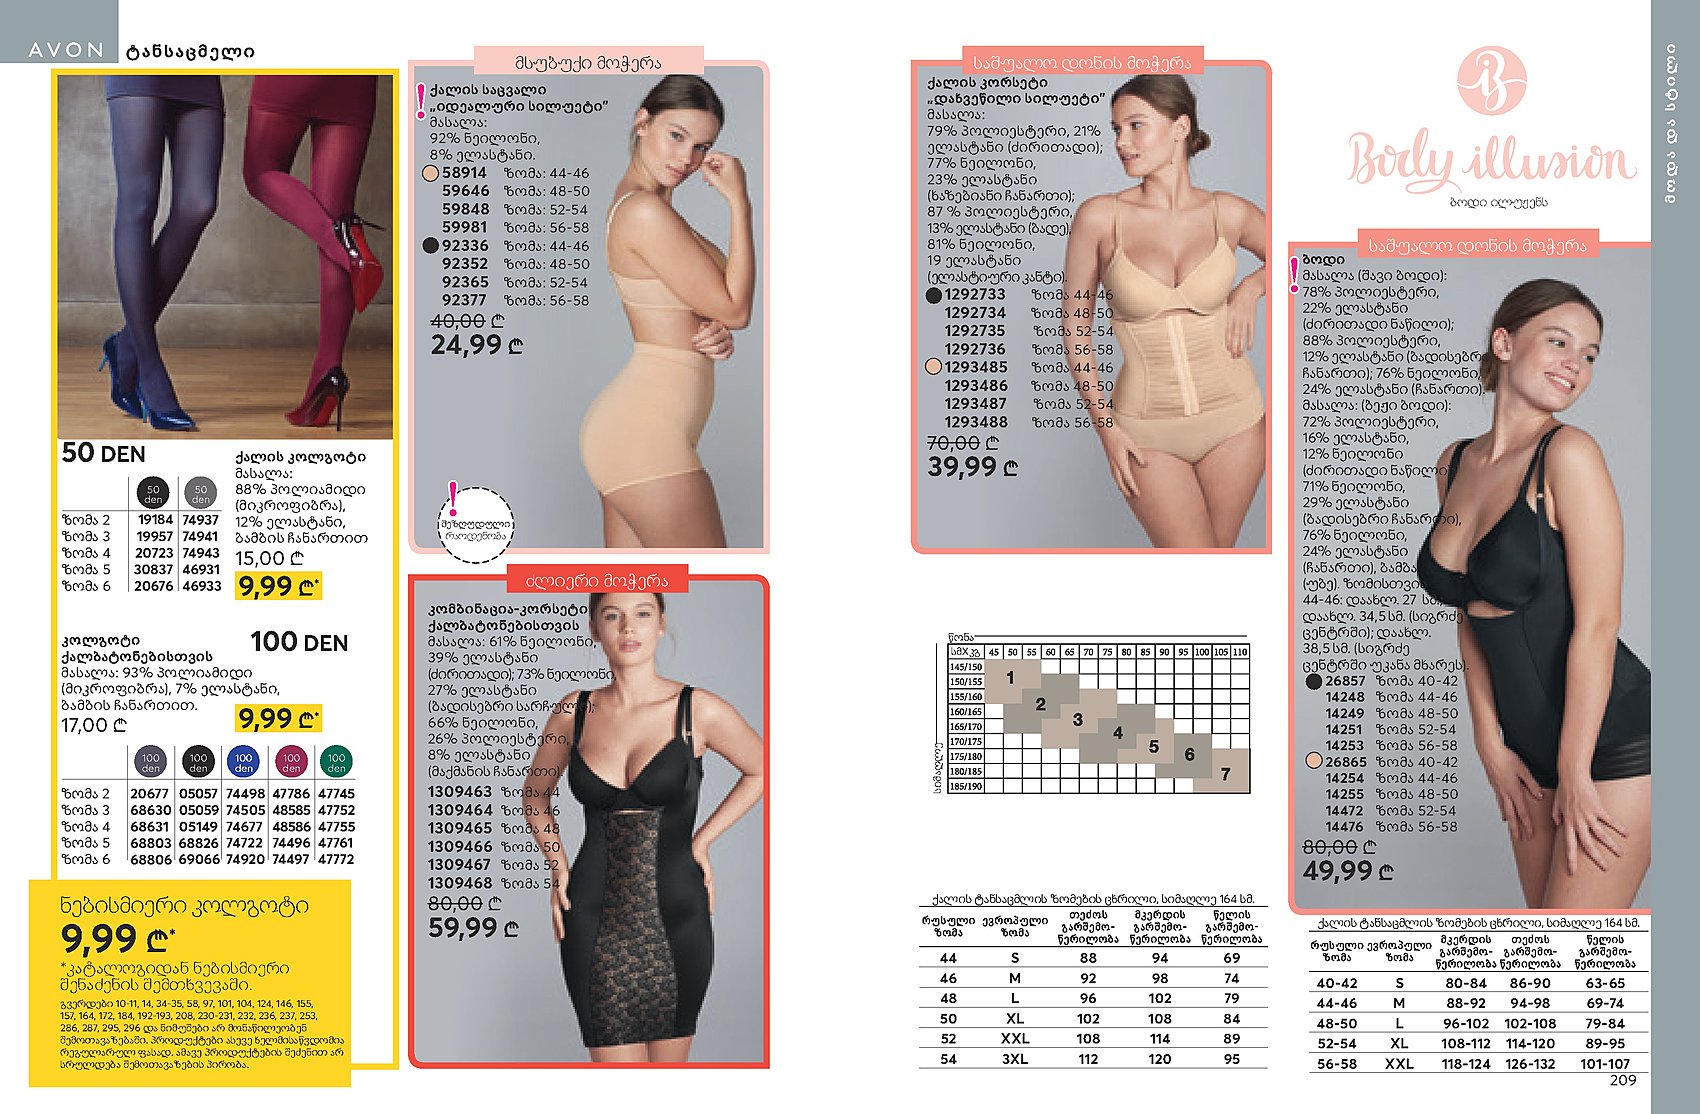 AVON ტანსაცმელი
50 DEN
50 den 50 den
ზომა 2 19184 74937
ზომა 3 19957 74941
ზომა 4 20723 74943
ზომა 5 30837 46931
ზომა 6 20676 46933
ქალის კოლგოტი
მასალა:
88% პოლიამიდი
(მიკროფიბრა),
12% ელასტანი,
ბამბის ჩანართით
15,00 ₾
9,99 ₾*
კოლგოტი
ქალბატონებისთვის
100 DEN
მასალა: 93% პოლიამიდი
(მიკროფიბრა), 7% ელასტანი,
ბამბის ჩანართით.
17,00 ₾
9,99 ₾*
100 den 100 den 100 den 100 den 100 den
ზომა 2 20677 05057 74498 47786 47745
ზომა 3 68630 05059 74505 48585 47752
ზომა 4 68631 05149 74677 48586 47755
ზომა 5 68803 68826 74722 74496 47761
ზომა 6 68806 69066 74920 74497 47772
ნებისმიერი კოლგოტი
9,99 ₾*
*კატალოგიდან ნებისმიერი
შენაძენის შემთხვევაში.
გვერდები 10-11, 14, 34-35, 58, 97, 101, 104, 124, 146, 155,
157, 164, 172, 184, 192-193, 208, 230-231, 232, 236, 237, 253,
286, 287, 295, 296 და ნიმუშები არ მონაწილეობენ
შემოთავაზებაში. პროდუქტები ასევე ხელმისაწვდომია
რეგულარულ ფასად. ამავე პროდუქტების შეძენით არ
სრულდება შემოთავაზების პირობა.
მსუბუქი მოჭერა
ქალის საცვალი
„იდეალური სილუეტი”
მასალა:
92% ნეილონი,
8% ელასტანი.
58914 ზომა: 44-46
59646 ზომა: 48-50
59848 ზომა: 52-54
59981 ზომა: 56-58
92336 ზომა: 44-46
92352 ზომა: 48-50
92365 ზომა: 52-54
92377 ზომა: 56-58
40,00 ₾
24,99 ₾
შეზღუდული
რაოდენობა
ძლიერი მოჭერა
კომბინაცია-კორსეტი
ქალბატონებისთვის
მასალა: 61% ნეილონი,
39% ელასტანი
(ძირითადი); 73% ნეილონი,
27% ელასტანი
(ბადისებრი სარჩული);
66% ნეილონი,
26% პოლიესტერი,
8% ელასტანი
(მაქმანის ჩანართი).
1309463 ზომა 44
1309464 ზომა 46
1309465 ზომა 48
1309466 ზომა 50
1309467 ზომა 52
1309468 ზომა 54
80,00 ₾
59,99 ₾
საშუალო დონის მოჭერა
ქალის კორსეტი
„დახვეწილი სილუეტი”
მასალა:
79% პოლიესტერი, 21%
ელასტანი (ძირითადი);
77% ნეილონი,
23% ელასტანი
(ხაზებიანი ჩანართი);
87 % პოლიესტერი,
13% ელასტანი (ბადე),
81% ნეილონი,
19 ელასტანი
(ელასტიური კანტი).
1292733 ზომა 44-46
1292734 ზომა 48-50
1292735 ზომა 52-54
1292736 ზომა 56-58
1293485 ზომა 44-46
1293486 ზომა 48-50
1293487 ზომა 52-54
1293488 ზომა 56-58
70,00 ₾
39,99 ₾
წონა
სმXკგ 45 50 55 60 65 70 75 80 85 90 95 100 105 110
სიმაღლე
145/150
150/155 1
155/160
160/165 2
165/170 3
170/175 4
175/180 5 6
180/185 7
185/190
ქალის ტანსაცმლის ზომების ცხრილი, სიმაღლე 164 სმ.
რუსული ზომა ევროპული ზომა თეძოს გარშემო-წერილობა მკერდის გარშემო-წერილობა წელის გარშემო-წერილობა
44 S 88 94 69
46 M 92 98 74
48 L 96 102 79
50 XL 102 108 84
52 XXL 108 114 89
54 3XL 112 120 95
Body illusion
ბოდი ილუჟენს
მოდა და სტილი
საშუალო დონის მოჭერა
ბოდი
მასალა (შავი ბოდი):
78% პოლიესტერი,
22% ელასტანი
(ძირითადი ნაწილი);
88% პოლიესტერი,
12% ელასტანი (ბადისებრი
ჩანართი); 76% ნეილონი,
24% ელასტანი (ჩანართი).
მასალა: (ბეჟი ბოდი):
72% პოლიესტერი,
16% ელასტანი,
12% ნეილონი
(ძირითადი ნაწილი)
71% ნეილონი,
29% ელასტანი
(ბადისებრი ჩანართი),
76% ნეილონი,
24% ელასტანი
(ჩანართი), ბამბა
(უბე). ზომისთვის
44-46: დაახლ. 27 სმ.,
დაახლ. 34,5 სმ. (სიგრძე
ცენტრში); დაახლ.
38,5 სმ. (სიგრძე
ცენტრში უკანა მხარეს).
26857 ზომა 40-42
14248 ზომა 44-46
14249 ზომა 48-50
14251 ზომა 52-54
14253 ზომა 56-58
26865 ზომა 40-42
14254 ზომა 44-46
14255 ზომა 48-50
14472 ზომა 52-54
14476 ზომა 56-58
80,00 ₾
49,99 ₾
ქალის ტანსაცმლის ზომების ცხრილი, სიმაღლე 164 სმ.
რუსული ზომა ევროპული ზომა მკერდის გარშემო-წერილობა თეძოს გარშემო-წერილობა წელის გარშემო-წერილობა
40-42 S 80-84 86-90 63-65
44-46 M 88-92 94-98 69-74
48-50 L 96-102 102-108 79-84
52-54 XL 108-112 114-120 89-95
56-58 XXL 118-124 126-132 101-107
209